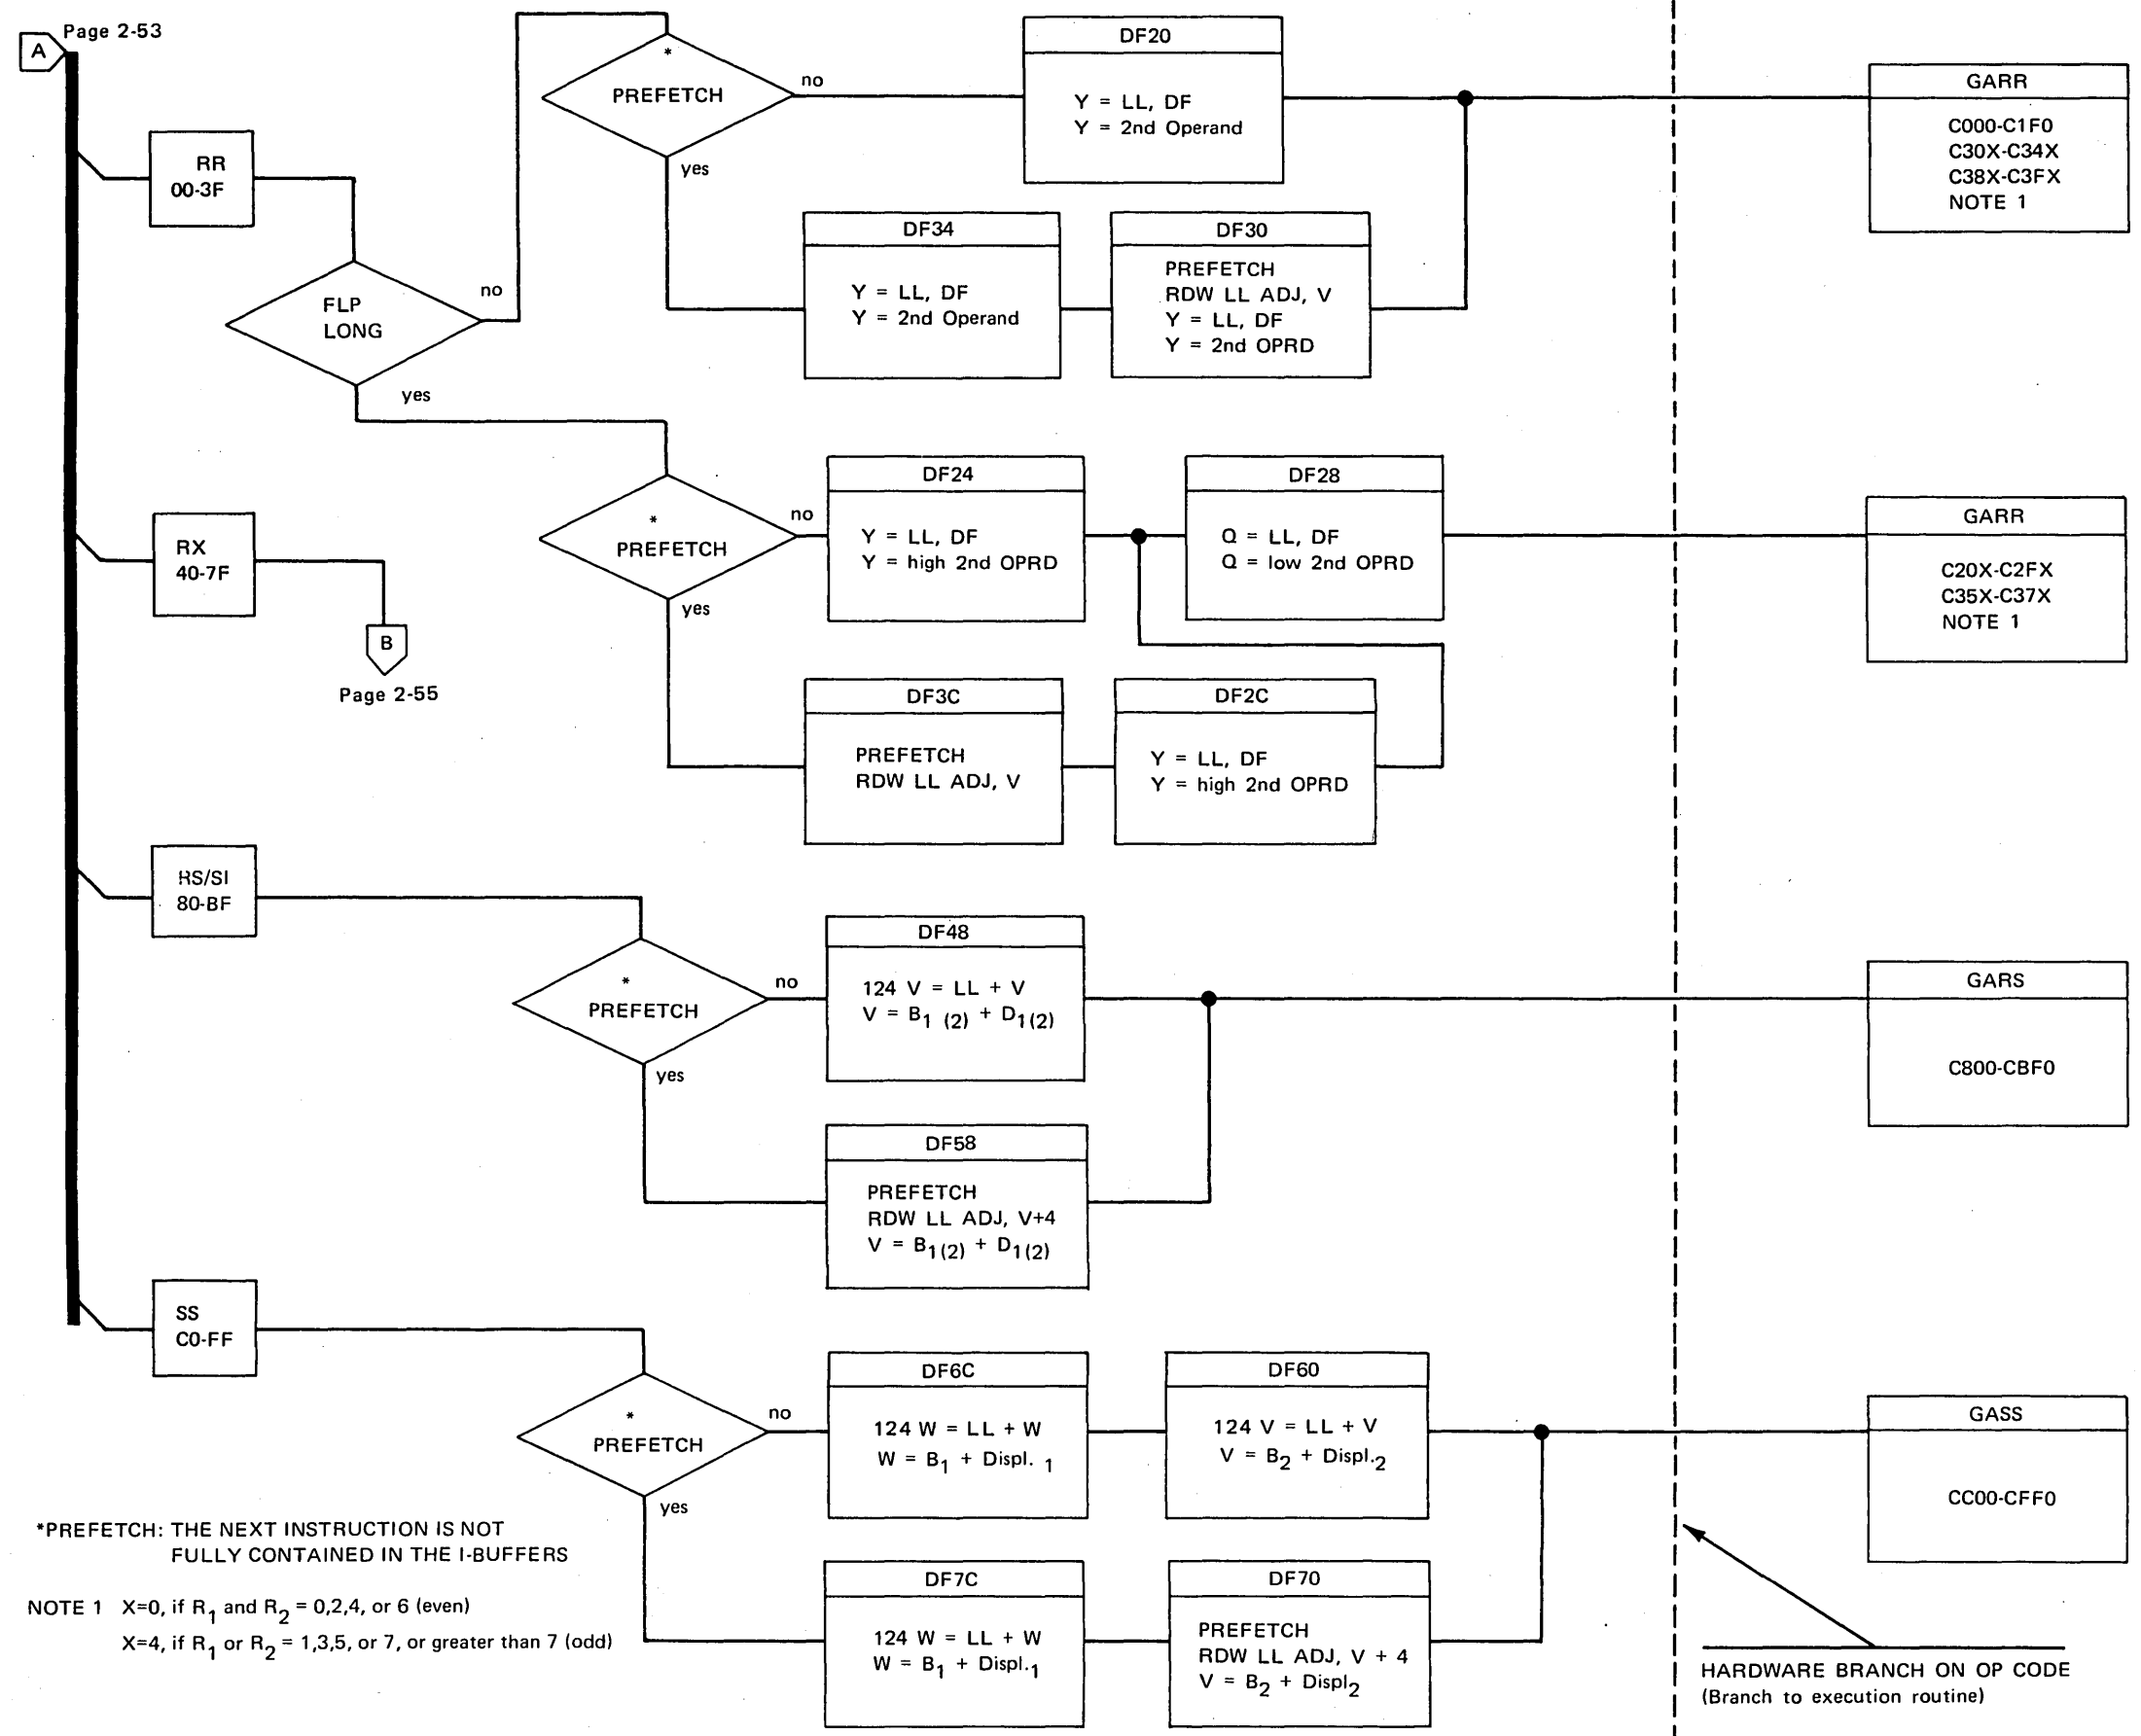 Page 2-53
A
RR
00-3F
FLP
LONG
no
yes
*
PREFETCH
no
yes
DF20
Y = LL, DF
Y = 2nd Operand
DF34
Y = LL, DF
Y = 2nd Operand
DF30
PREFETCH
RDW LL ADJ, V
Y = LL, DF
Y = 2nd OPRD
GARR
C000-C1F0
C30X-C34X
C38X-C3FX
NOTE 1
*
PREFETCH
no
yes
DF24
Y = LL, DF
Y = high 2nd OPRD
DF28
Q = LL, DF
Q = low 2nd OPRD
DF3C
PREFETCH
RDW LL ADJ, V
DF2C
Y = LL, DF
Y = high 2nd OPRD
GARR
C20X-C2FX
C35X-C37X
NOTE 1
RX
40-7F
B
Page 2-55
RS/SI
80-BF
*
PREFETCH
no
yes
DF48
124 V = LL + V
V = B1 (2) + D1(2)
DF58
PREFETCH
RDW LL ADJ, V+4
V = B1(2) + D1(2)
GARS
C800-CBF0
SS
C0-FF
*
PREFETCH
no
yes
DF6C
124 W = LL + W
W = B1 + Displ. 1
DF60
124 V = LL + V
V = B2 + Displ.2
DF7C
124 W = LL + W
W = B1 + Displ.1
DF70
PREFETCH
RDW LL ADJ, V + 4
V = B2 + Displ2
GASS
CC00-CFF0
*PREFETCH: THE NEXT INSTRUCTION IS NOT
FULLY CONTAINED IN THE I-BUFFERS
NOTE 1 X=0, if R1 and R2 = 0,2,4, or 6 (even)
X=4, if R1 or R2 = 1,3,5, or 7, or greater than 7 (odd)
HARDWARE BRANCH ON OP CODE
(Branch to execution routine)